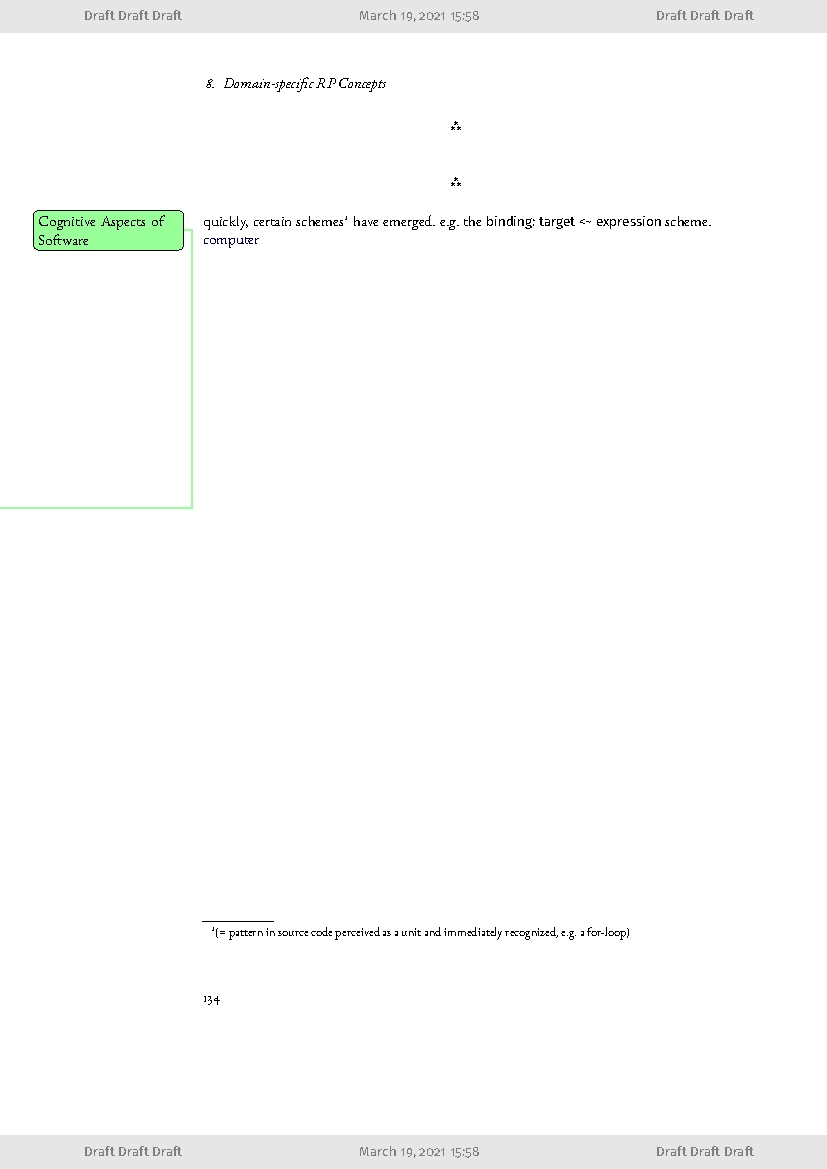 Draft Draft Draft March 19, 2021 15:58 Draft Draft Draft
8. Domain-specific RP Concepts
⁂
⁂
Cognitive Aspects of
Software
quickly, certain schemes¹ have emerged. e.g. the binding: target <~ expression scheme.
computer
¹(= pattern in source code perceived as a unit and immediately recognized, e.g. a for-loop)
134
Draft Draft Draft March 19, 2021 15:58 Draft Draft Draft